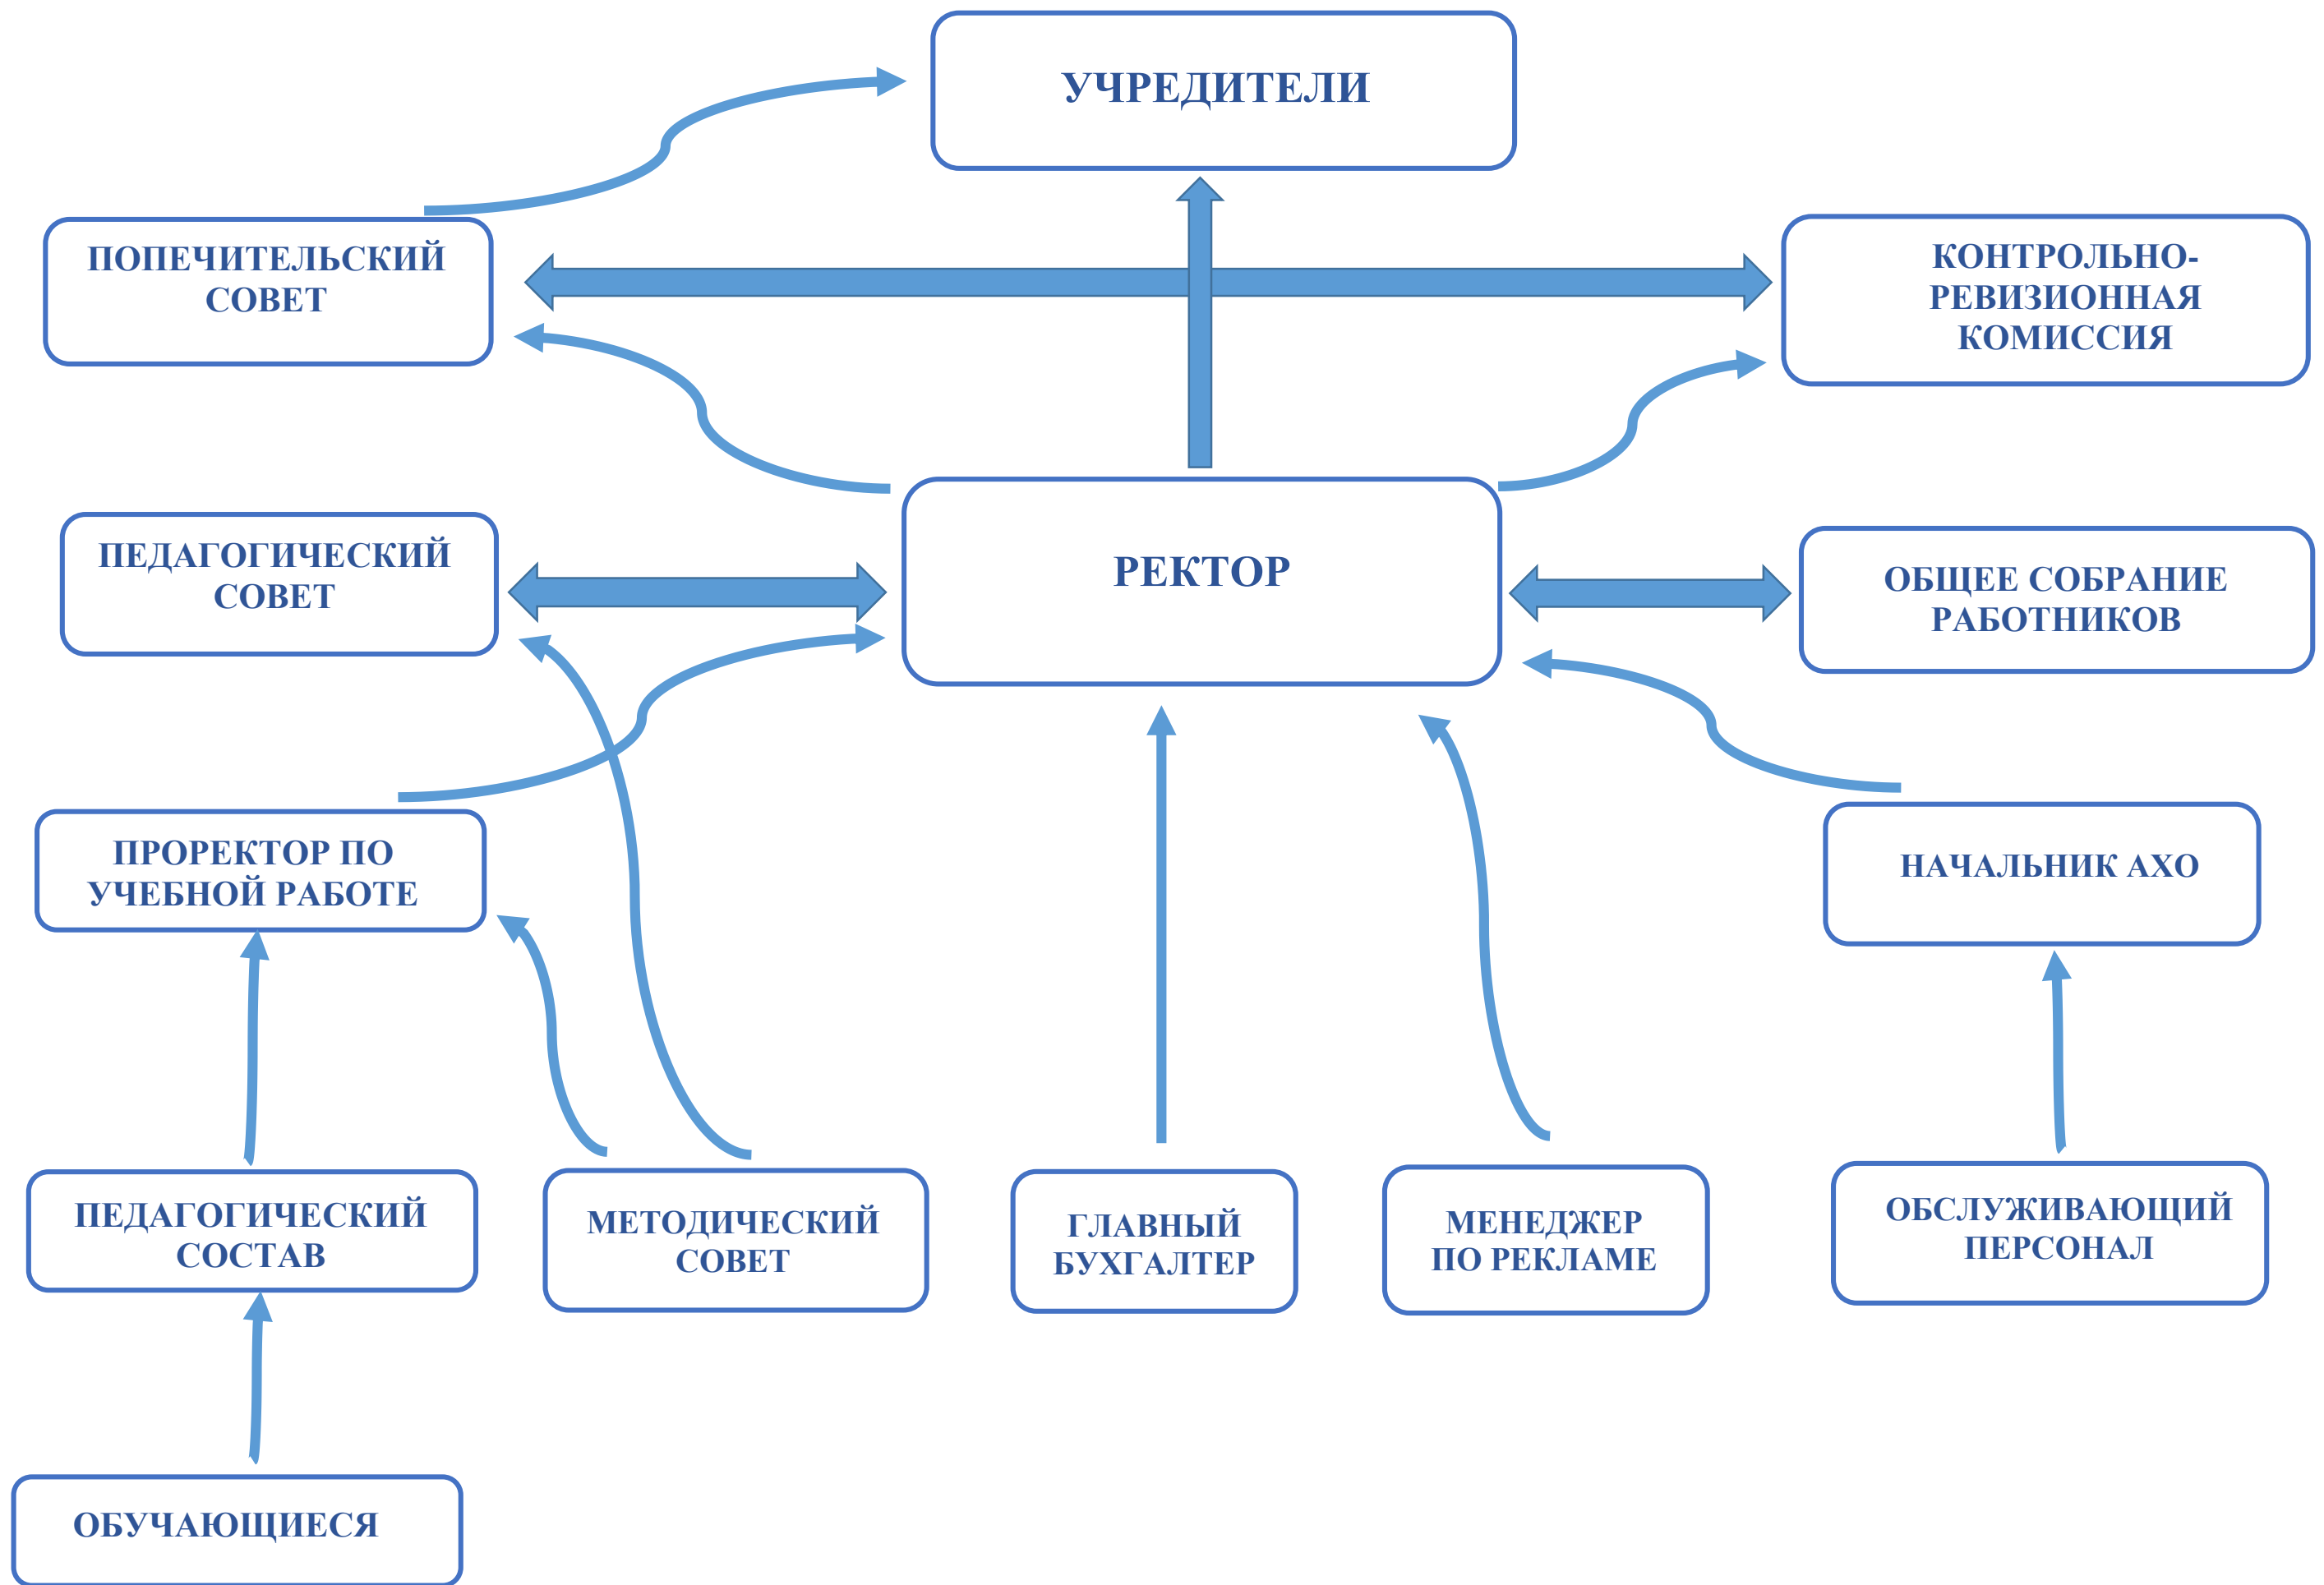 УЧРЕДИТЕЛИ
ПОПЕЧИТЕЛЬСКИЙ
СОВЕТ
КОНТРОЛЬНО-
РЕВИЗИОННАЯ
КОМИССИЯ
ПЕДАГОГИЧЕСКИЙ
СОВЕТ
РЕКТОР
ОБЩЕЕ СОБРАНИЕ
РАБОТНИКОВ
ПРОРЕКТОР ПО
УЧЕБНОЙ РАБОТЕ
НАЧАЛЬНИК АХО
ПЕДАГОГИЧЕСКИЙ
СОСТАВ
МЕТОДИЧЕСКИЙ
СОВЕТ
ГЛАВНЫЙ
БУХГАЛТЕР
МЕНЕДЖЕР
ПО РЕКЛАМЕ
ОБСЛУЖИВАЮЩИЙ
ПЕРСОНАЛ
ОБУЧАЮЩИЕСЯ